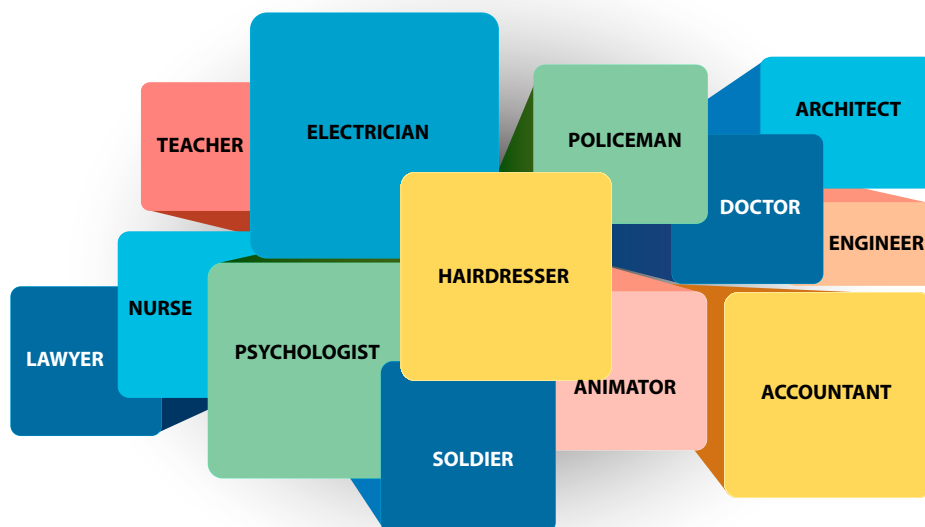 ARCHITECT
ELECTRICIAN
POLICEMAN
TEACHER
DOCTOR
ENGINEER
HAIRDRESSER
NURSE
PSYCHOLOGIST
LAWYER
ANIMATOR
ACCOUNTANT
SOLDIER